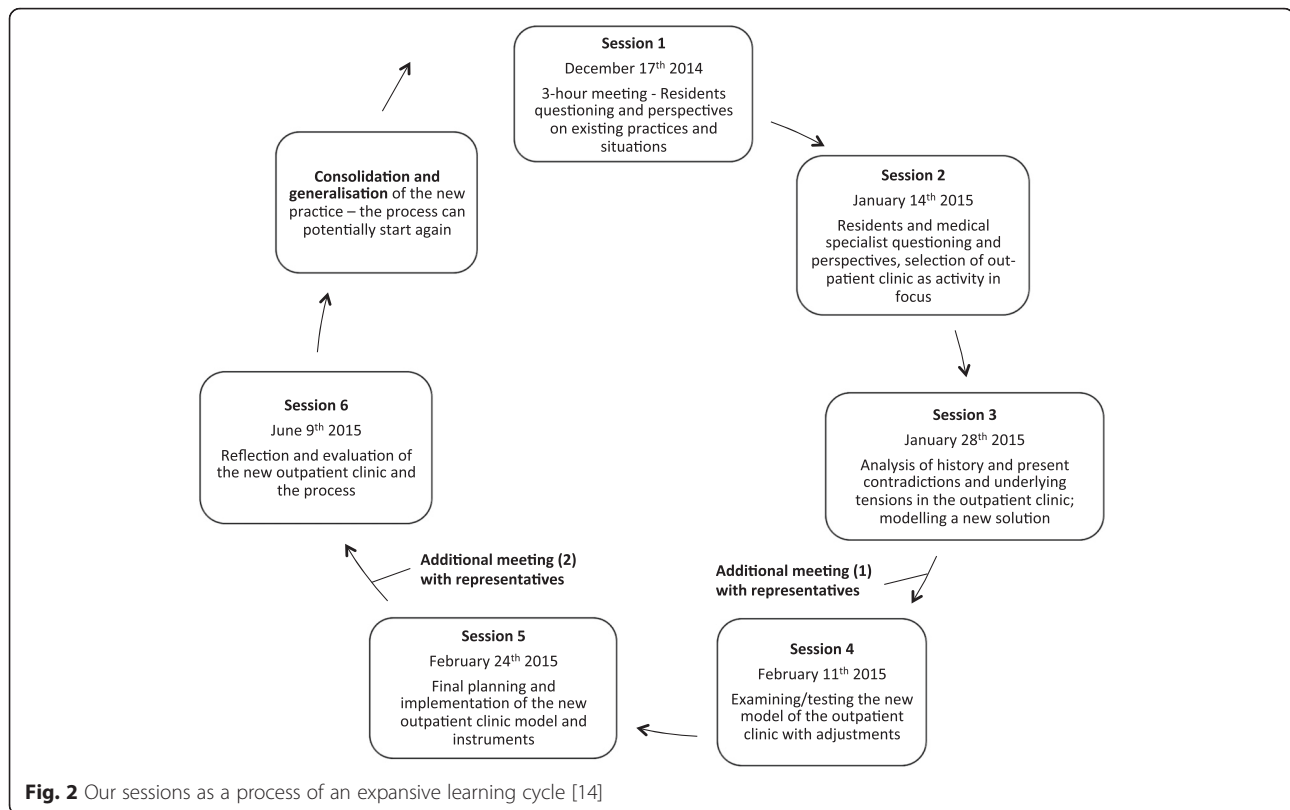 Session 1
December 17th 2014
3-hour meeting - Residents
questioning and perspectives
on existing practices and
situations
Session 2
January 14th 2015
Residents and medical
specialist questioning and
perspectives, selection of out-
patient clinic as activity in
focus
Session 3
January 28th 2015
Analysis of history and present
contradictions and underlying
tensions in the outpatient clinic;
modelling a new solution
Additional meeting (1)
with representatives
Session 4
February 11th 2015
Examining/testing the new
model of the outpatient
clinic with adjustments
Session 5
February 24th 2015
Final planning and
implementation of the new
outpatient clinic model and
instruments
Additional meeting (2)
with representatives
Session 6
June 9th 2015
Reflection and evaluation of
the new outpatient clinic and
the process
Consolidation and
generalisation of the new
practice – the process can
potentially start again
Fig. 2 Our sessions as a process of an expansive learning cycle [14]